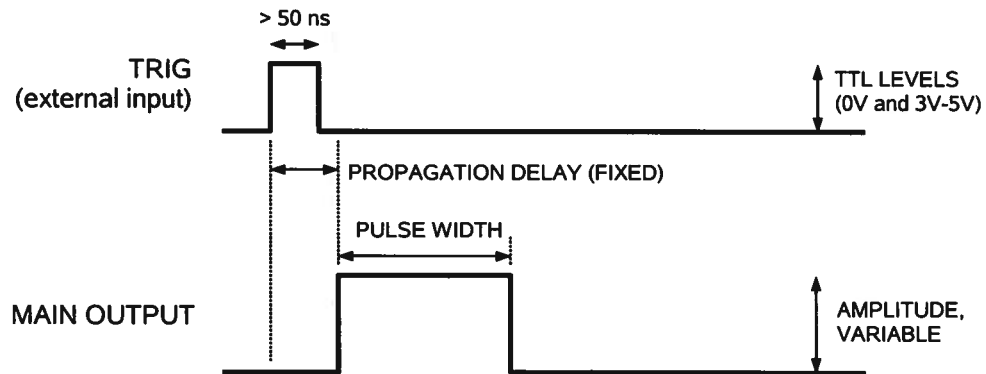 > 50 ns
TRIG
(external input)
TTL LEVELS
(0V and 3V-5V)
PROPAGATION DELAY (FIXED)
PULSE WIDTH
MAIN OUTPUT
AMPLITUDE,
VARIABLE